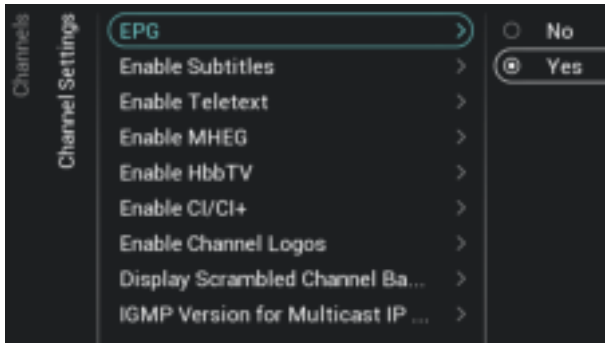 Channels
Channel Settings
EPG
Enable Subtitles
Enable Teletext
Enable MHEG
Enable HbbTV
Enable CI/CI+
Enable Channel Logos
Display Scrambled Channel Ba...
IGMP Version for Multicast IP ...
No
Yes